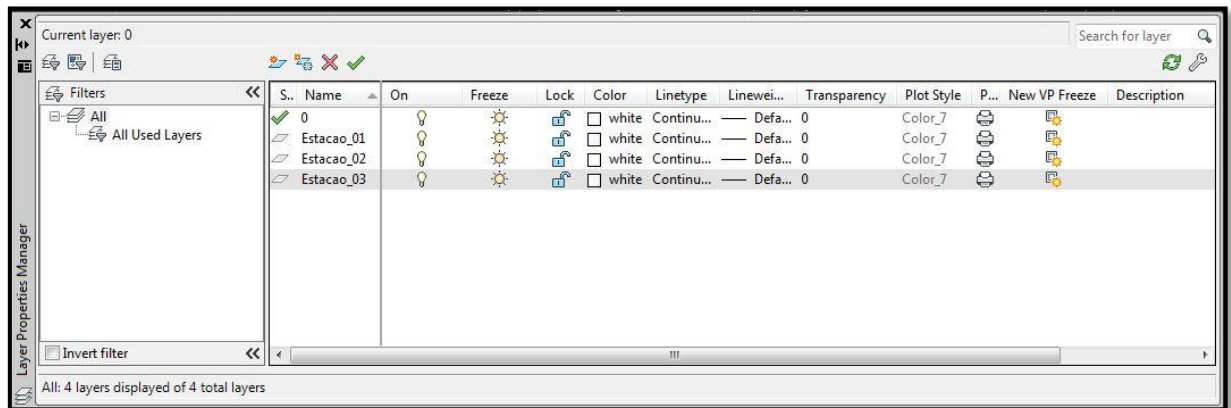 Current layer: 0
Search for layer
Filters
All
All Used Layers
S.. Name On Freeze Lock Color Linetype Linewei... Transparency Plot Style P... New VP Freeze Description
0 white Continu... Defa... 0 Color_7
Estacao_01 white Continu... Defa... 0 Color_7
Estacao_02 white Continu... Defa... 0 Color_7
Estacao_03 white Continu... Defa... 0 Color_7
Invert filter
All: 4 layers displayed of 4 total layers
Layer Properties Manager